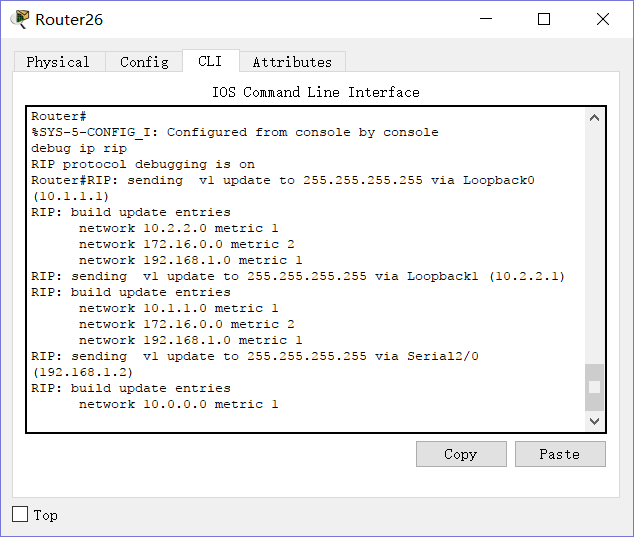 Router26
Physical Config CLI Attributes
IOS Command Line Interface
Router#
%SYS-5-CONFIG_I: Configured from console by console
debug ip rip
RIP protocol debugging is on
Router#RIP: sending  v1 update to 255.255.255.255 via Loopback0
(10.1.1.1)
RIP: build update entries
      network 10.2.2.0 metric 1
      network 172.16.0.0 metric 2
      network 192.168.1.0 metric 1
RIP: sending  v1 update to 255.255.255.255 via Loopback1 (10.2.2.1)
RIP: build update entries
      network 10.1.1.0 metric 1
      network 172.16.0.0 metric 2
      network 192.168.1.0 metric 1
RIP: sending  v1 update to 255.255.255.255 via Serial2/0
(192.168.1.2)
RIP: build update entries
      network 10.0.0.0 metric 1
Copy Paste
Top